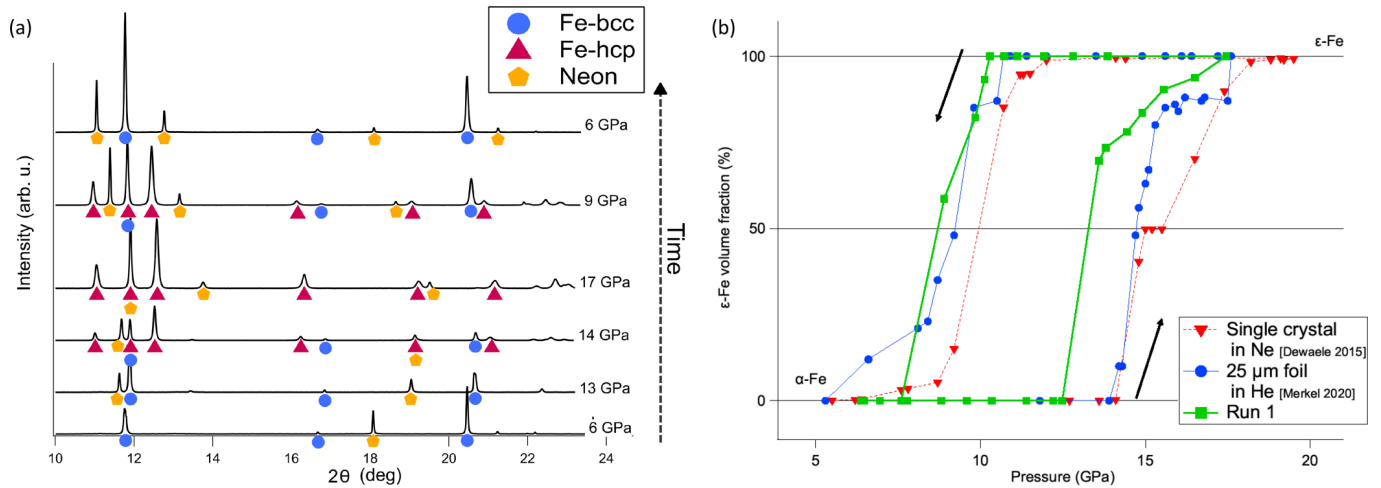 (a)
Fe-bcc
Fe-hcp
Neon
6 GPa
9 GPa
17 GPa
14 GPa
13 GPa
6 GPa
Intensity (arb. u.)
Time
10 12 14 16 18 20 22 24
2θ (deg)
(b)
ε-Fe
100
50
0
ε-Fe volume fraction (%)
α-Fe
Single crystal
in Ne [Dewaele 2015]
25 μm foil
in He [Merkel 2020]
Run 1
5 10 15 20
Pressure (GPa)